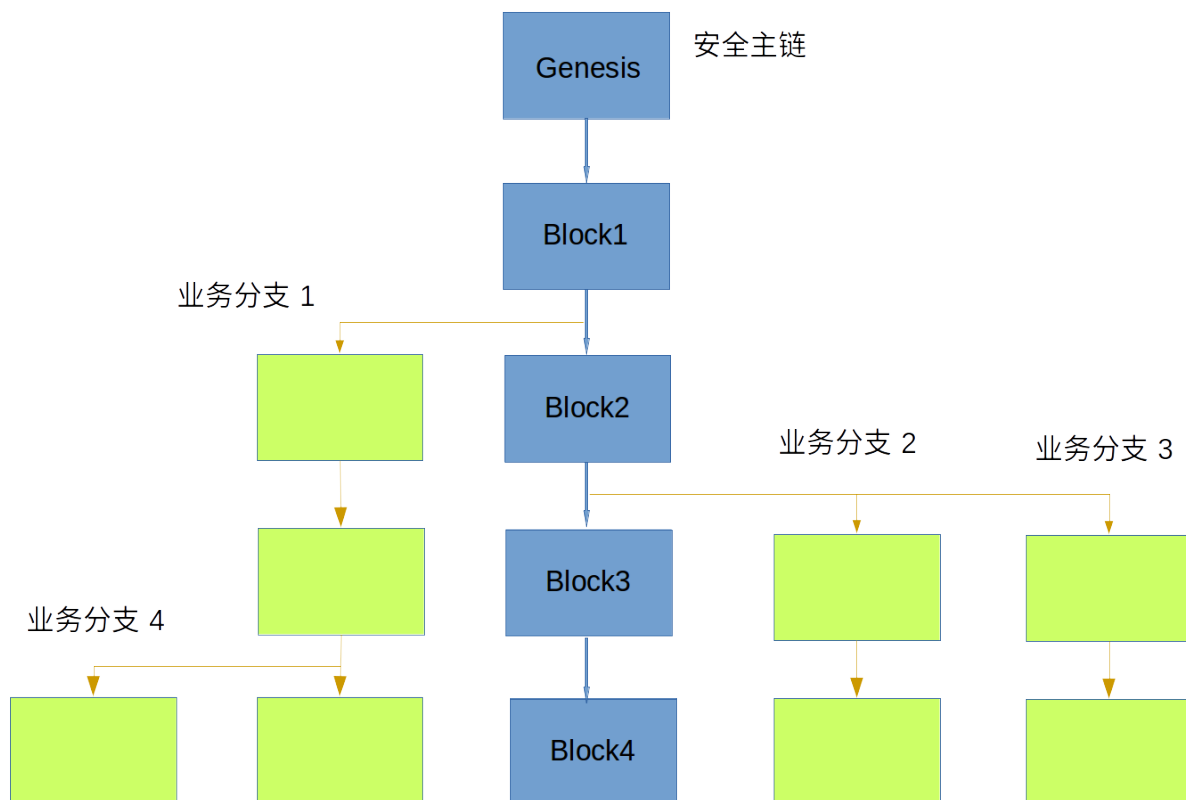 Genesis
安全主链
Block1
业务分支 1
Block2
业务分支 2
业务分支 3
Block3
业务分支 4
Block4